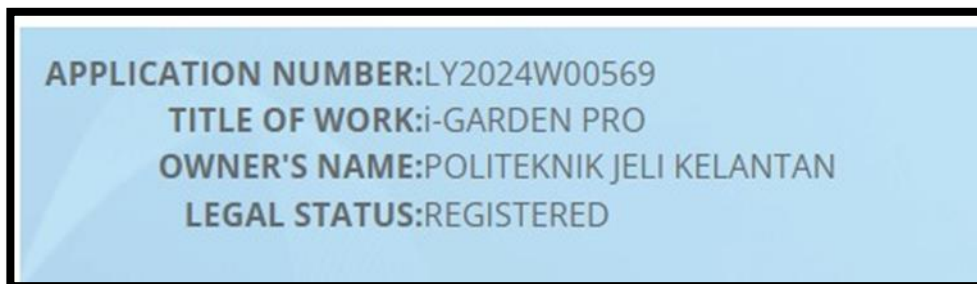 APPLICATION NUMBER:LY2024W00569
TITLE OF WORK:i-GARDEN PRO
OWNER'S NAME:POLITEKNIK JELI KELANTAN
LEGAL STATUS:REGISTERED